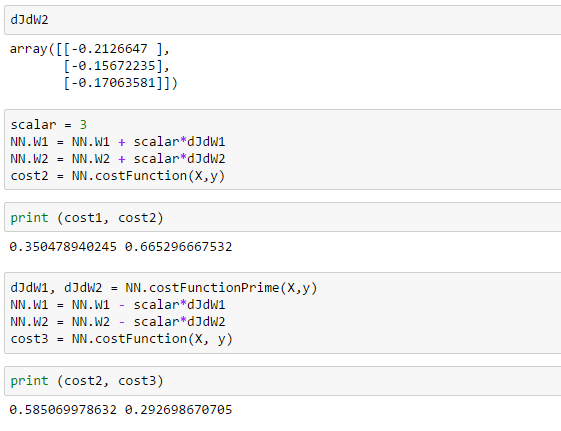 dJdW2
array([[-0.2126647 ],
       [-0.15672235],
       [-0.17063581]])
scalar = 3
NN.W1 = NN.W1 + scalar*dJdW1
NN.W2 = NN.W2 + scalar*dJdW2
cost2 = NN.costFunction(X,y)
print (cost1, cost2)
0.350478940245 0.665296667532
dJdW1, dJdW2 = NN.costFunctionPrime(X,y)
NN.W1 = NN.W1 - scalar*dJdW1
NN.W2 = NN.W2 - scalar*dJdW2
cost3 = NN.costFunction(X, y)
print (cost2, cost3)
0.585069978632 0.292698670705